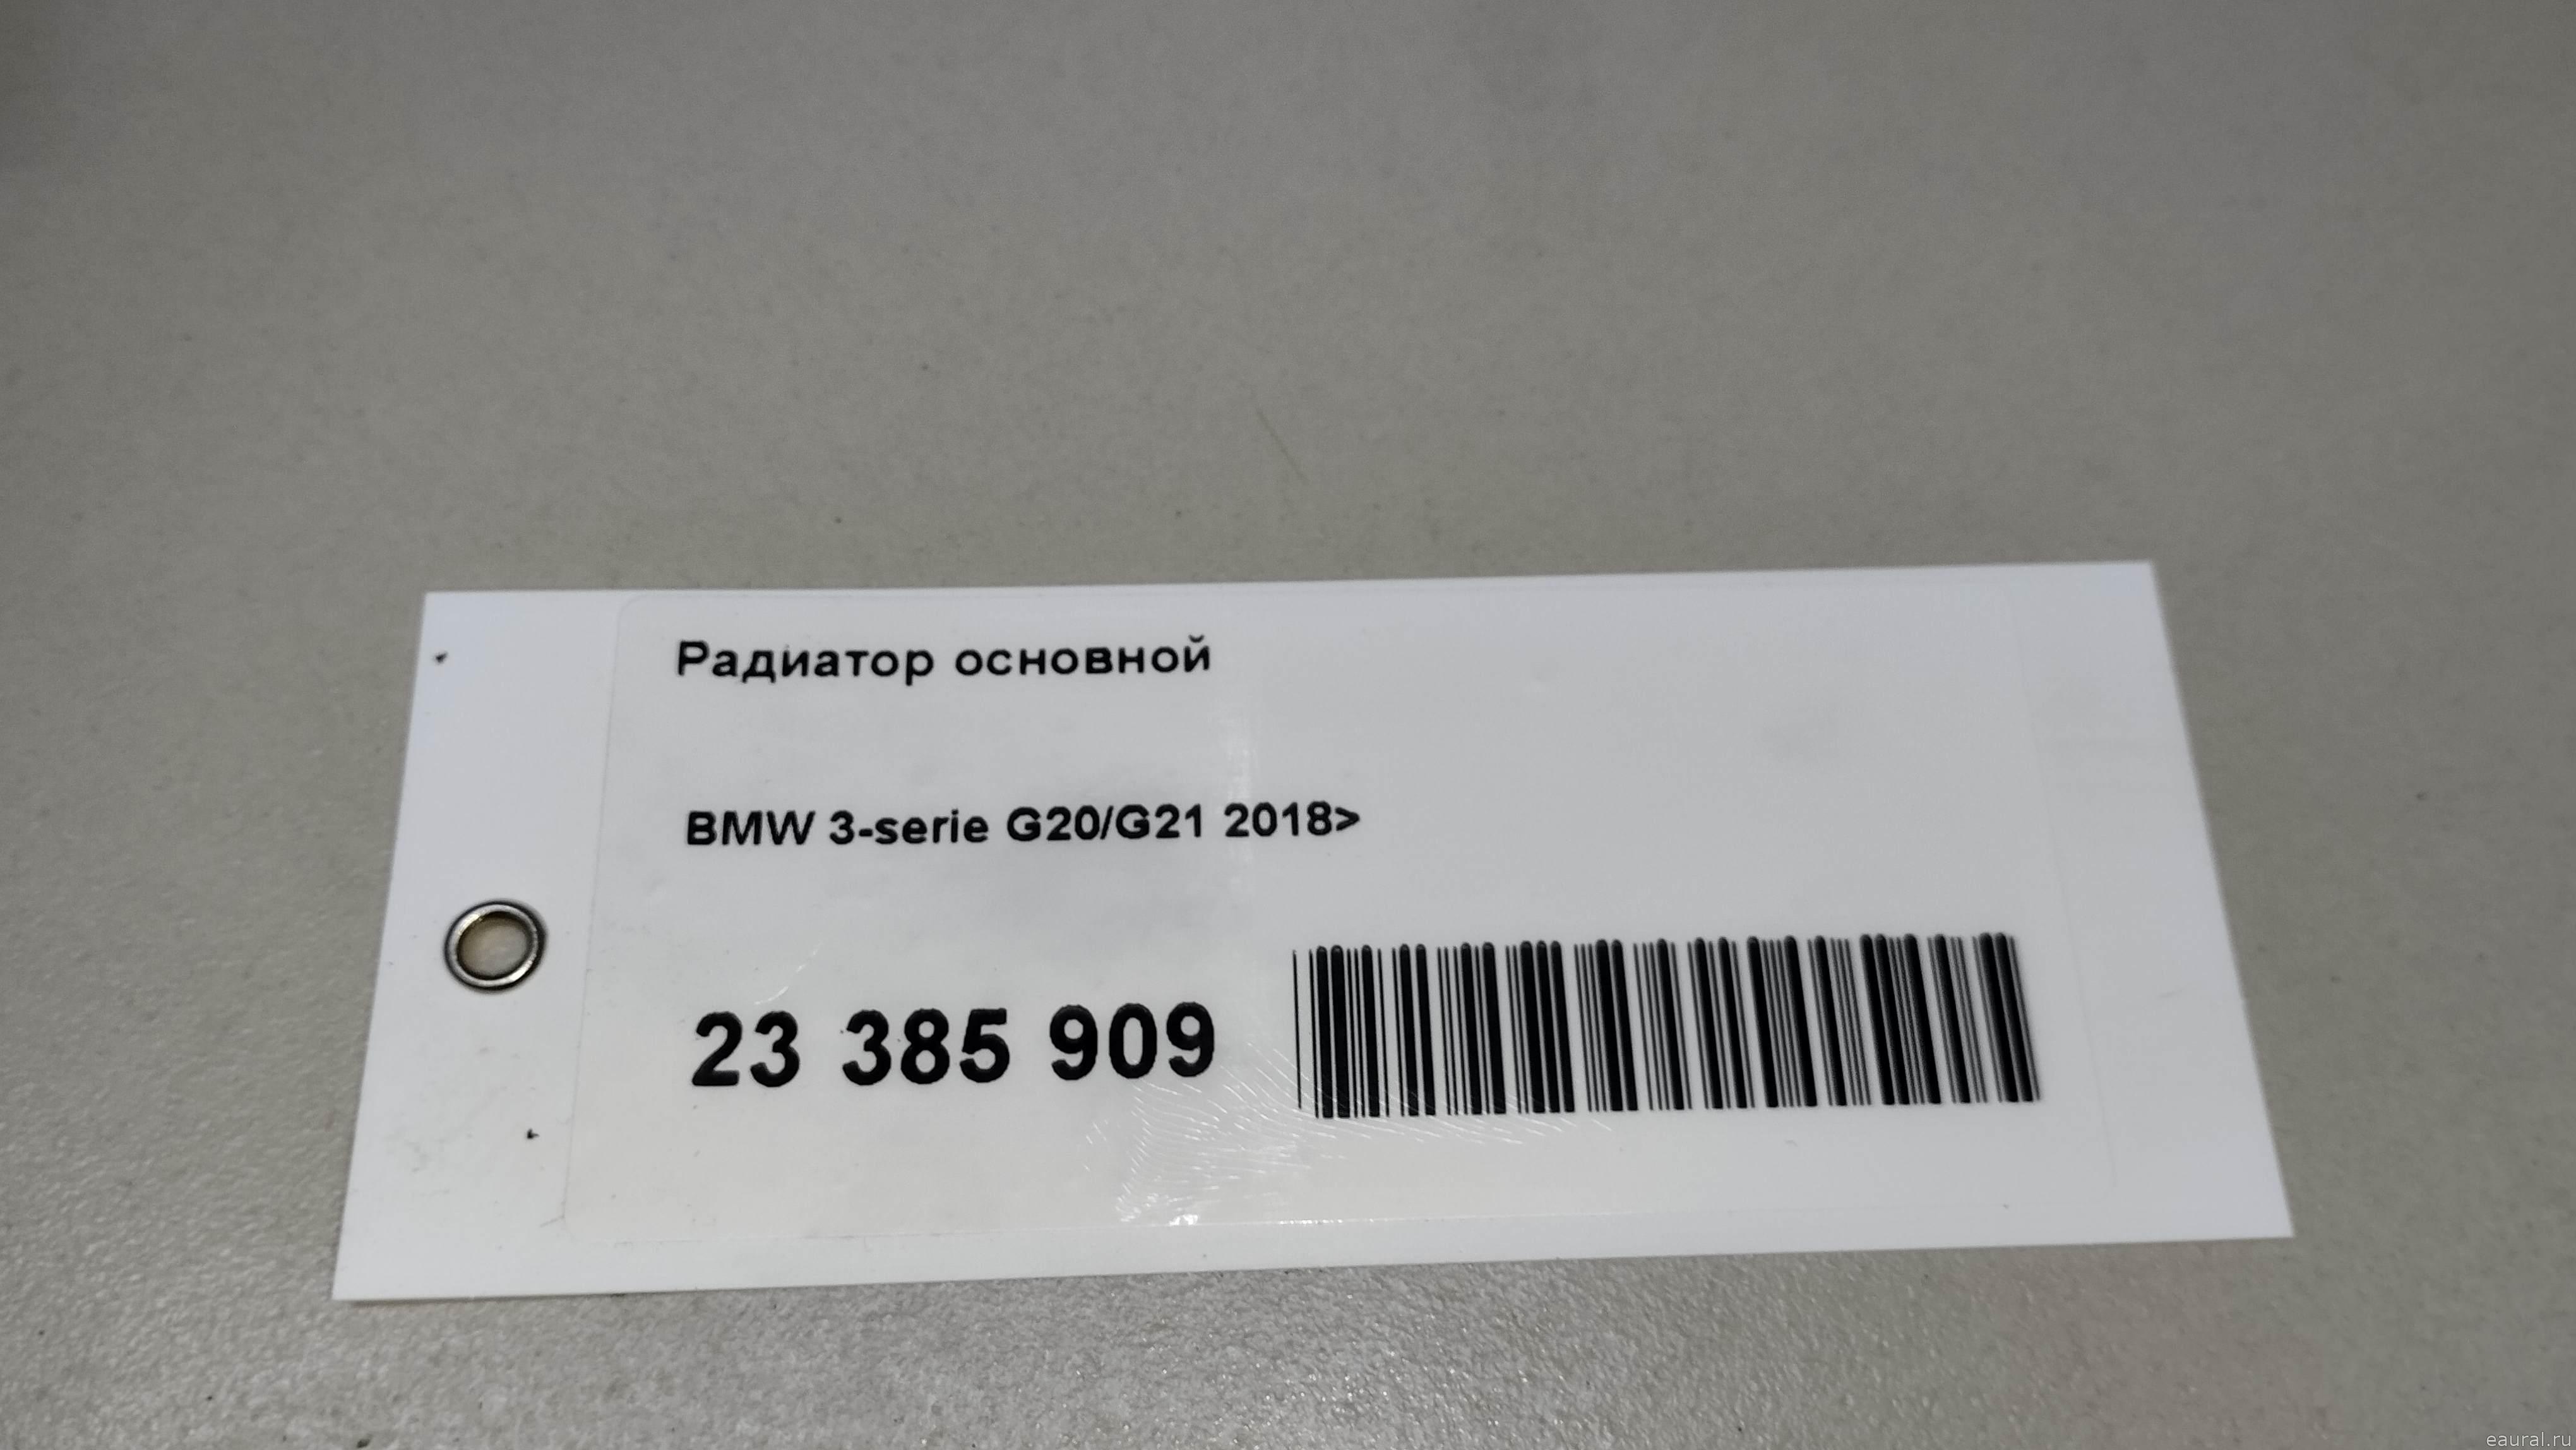 Радиатор основной
BMW 3-serie G20/G21 2018>
23 385 909
eaural.ru